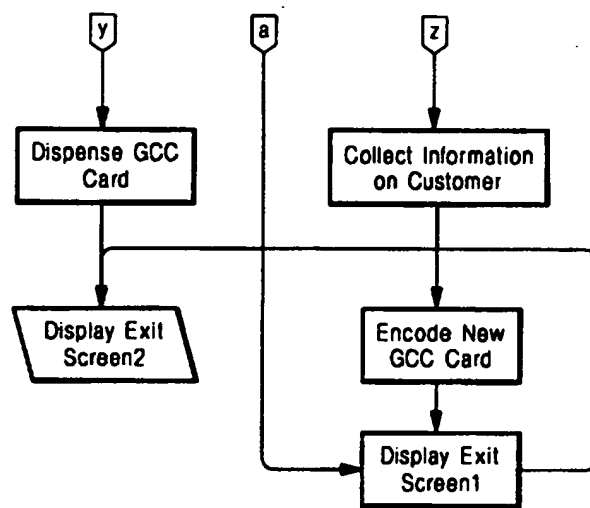 y
a
z
Dispense GCC
Card
Collect Information
on Customer
Display Exit
Screen2
Encode New
GCC Card
Display Exit
Screen1